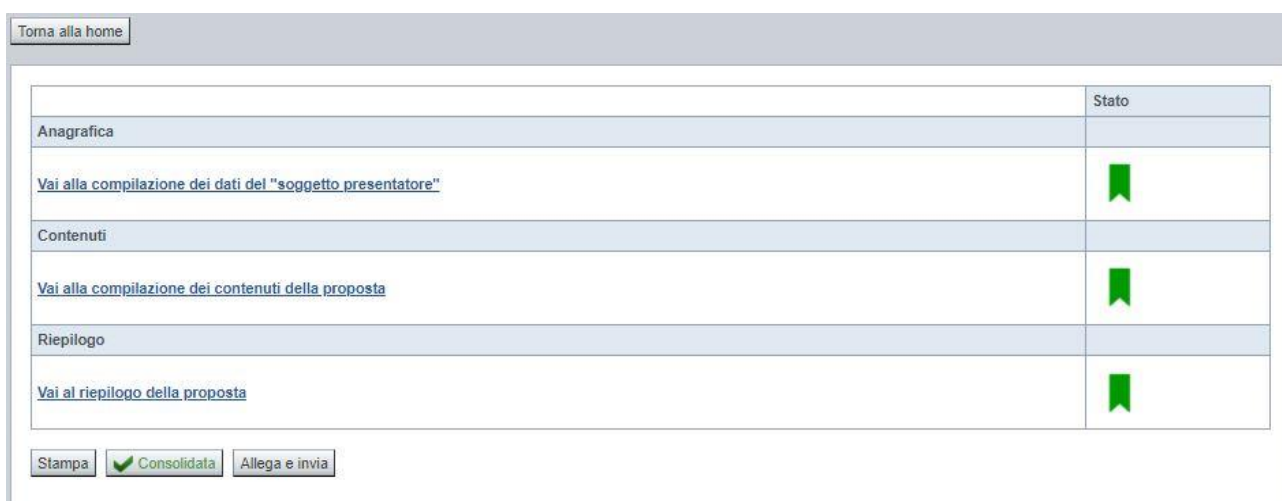 Torna alla home
Stato
Anagrafica
Vai alla compilazione dei dati del "soggetto presentatore"
Contenuti
Vai alla compilazione dei contenuti della proposta
Riepilogo
Vai al riepilogo della proposta
Stampa Consolidata Allega e invia